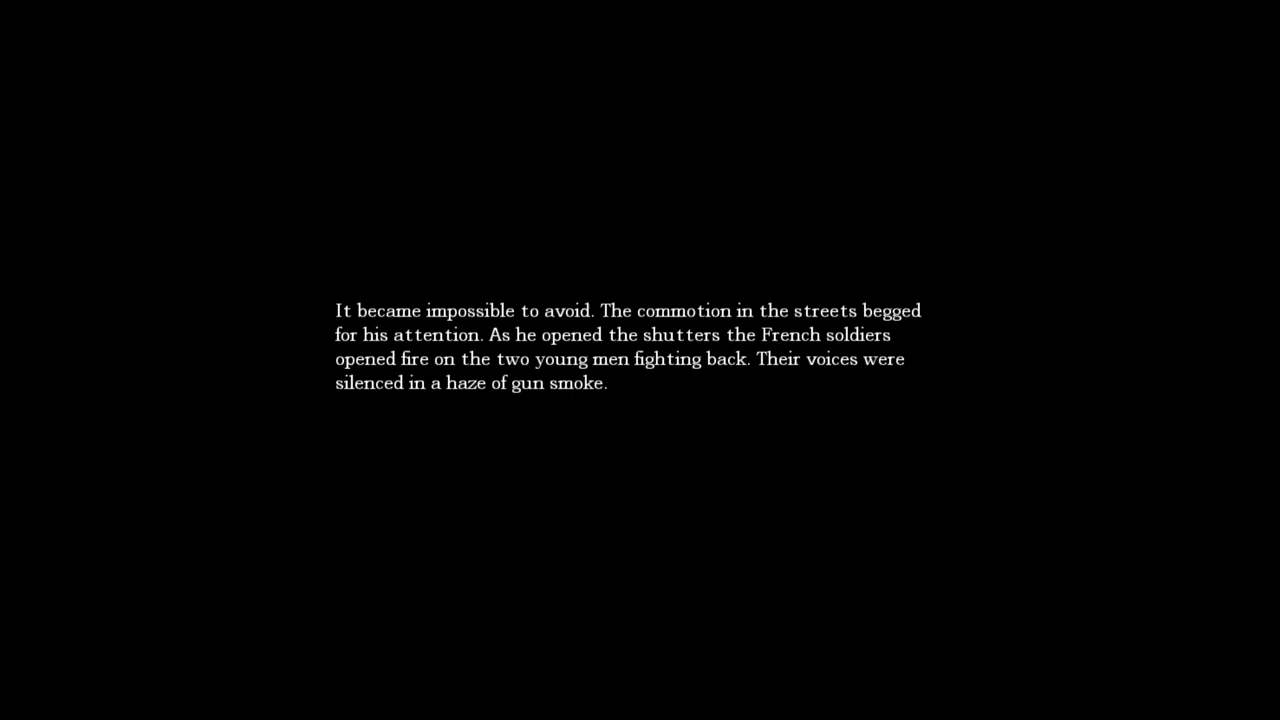 It became impossible to avoid. The commotion in the streets begged
for his attention. As he opened the shutters the French soldiers
opened fire on the two young men fighting back. Their voices were
silenced in a haze of gun smoke.